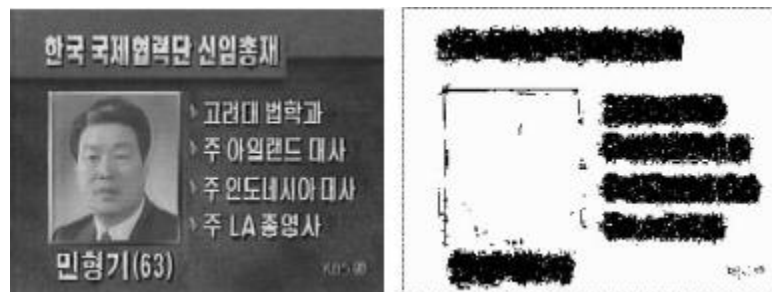 한국 국제협력단 신임총재
고려대 법학과
주 아일랜드 대사
주 인도네시아 대사
주 LA 총영사
민형기(63)
KBS